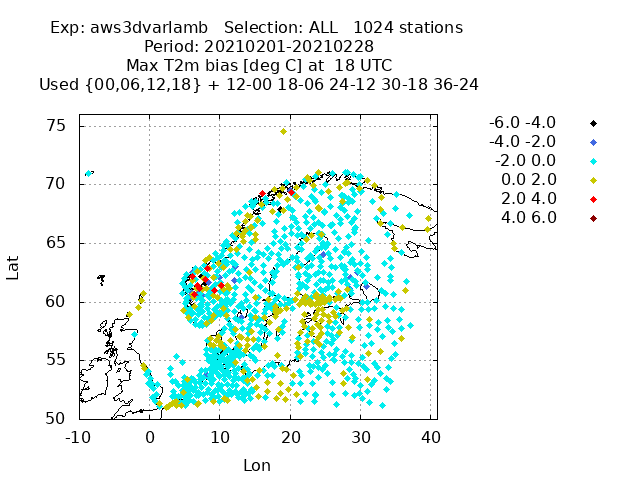 Exp: aws3dvarlamb   Selection: ALL   1024 stations
Period: 20210201-20210228
Max T2m bias [deg C] at  18 UTC
Used {00,06,12,18} + 12-00 18-06 24-12 30-18 36-24
-6.0 -4.0
-4.0 -2.0
-2.0 0.0
0.0 2.0
2.0 4.0
4.0 6.0
75
70
65
60
55
50
Lat
-10 0 10 20 30 40
Lon